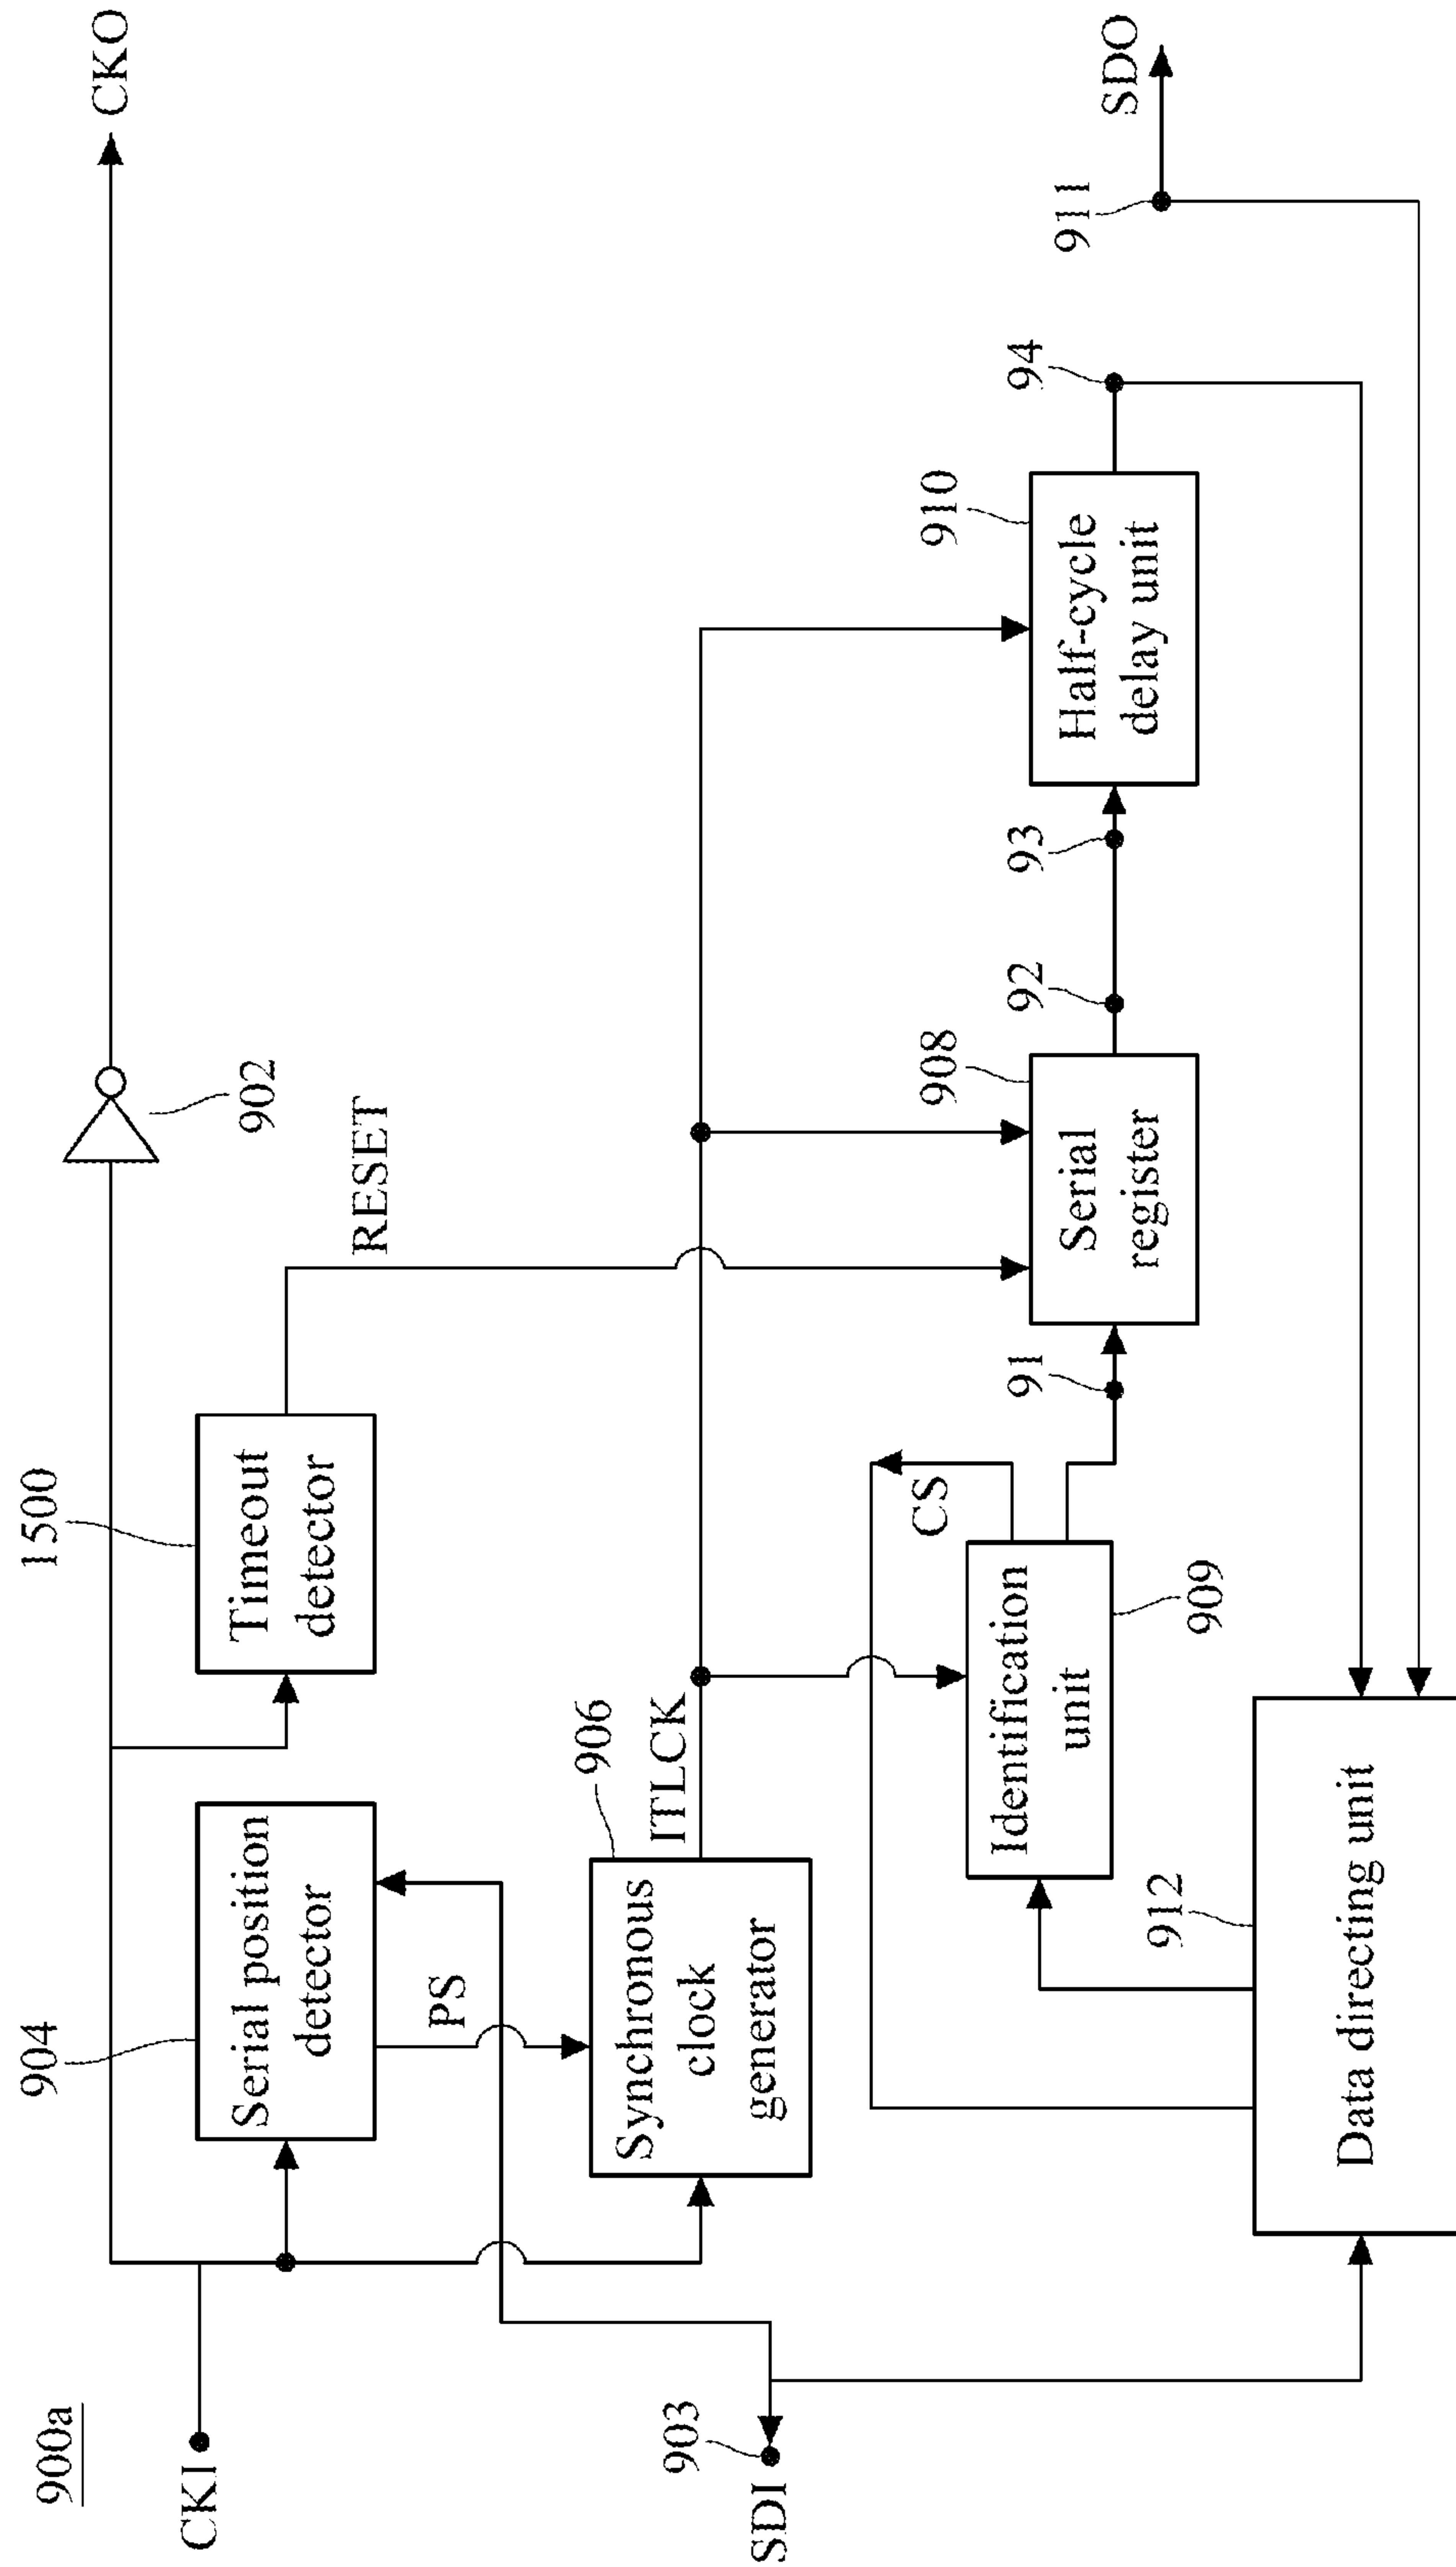 900a
CKI
CKO
902
904
Serial position
detector
1500
Timeout
detector
RESET
PS
906
Synchronous
clock
generator
ITLCK
903
SDI
CS
Identification
unit
909
91
908
Serial
register
92
93
910
Half-cycle
delay unit
94
911
SDO
912
Data directing unit